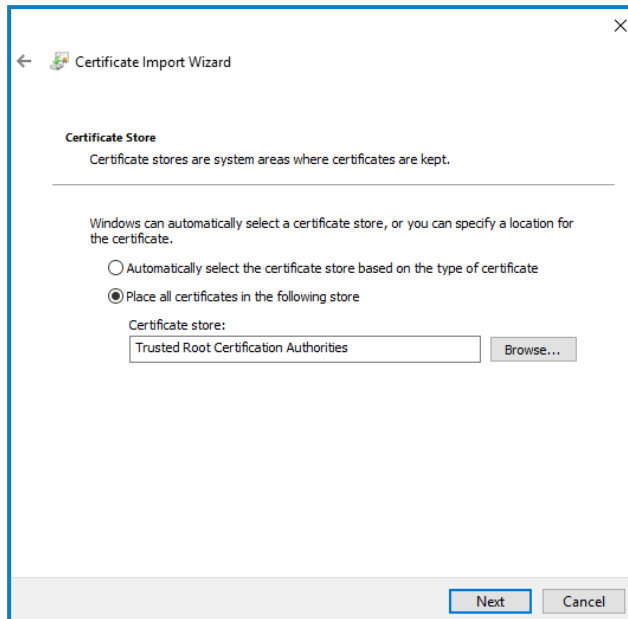 Certificate Import Wizard
Certificate Store
Certificate stores are system areas where certificates are kept.
Windows can automatically select a certificate store, or you can specify a location for
the certificate.
Automatically select the certificate store based on the type of certificate
Place all certificates in the following store
Certificate store:
Trusted Root Certification Authorities
Browse...
Next
Cancel